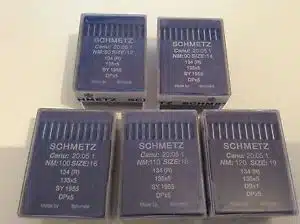 SCHMETZ
Canu: 20:05 1
NM:80 SIZE:12
134 (R)
135x5
SY 1955
DPx5
SCHMETZ
Canu: 20:05 1
NM:90 SIZE:14
134 (R)
135x5
SY 1955
DPx5
HMETZ
SCHMETZ
Canu: 20:05 1
NM:100 SIZE:16
134 (R)
135x5
SY 1955
DPx5
SCHMETZ
Canu: 20:05 1
NM:110 SIZE:18
134 (R)
135x5
SY 1955
DPx5
SCHMETZ
Canu: 20:05 1
NM:120 SIZE: 19
134 (R)
SY 1955
DPx5